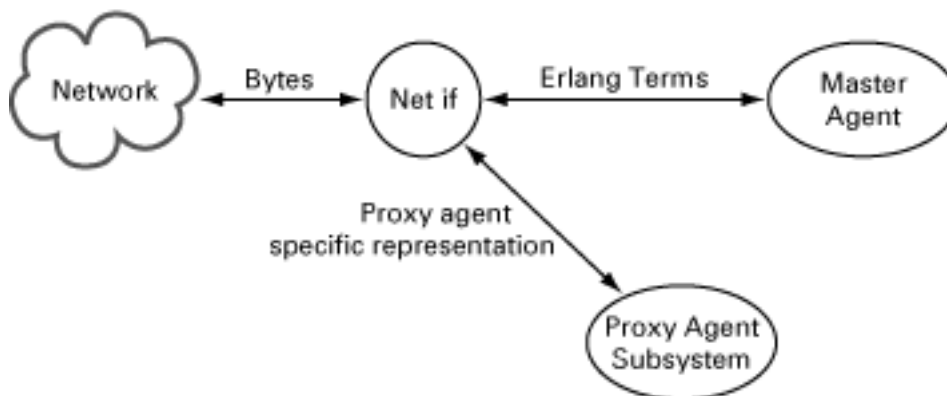 Network
Bytes
Net if
Erlang Terms
Master
Agent
Proxy agent
specific representation
Proxy Agent
Subsystem